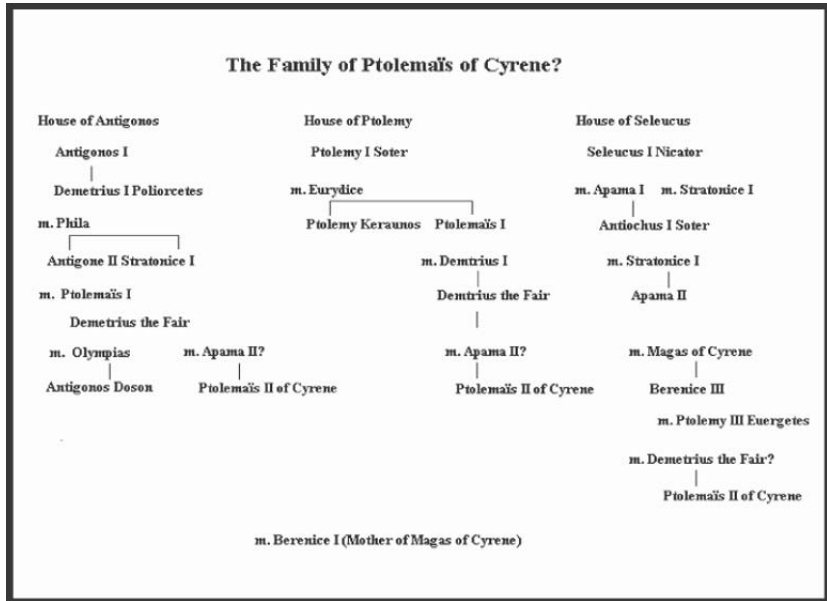 The Family of Ptolemaïs of Cyrene?
House of Antigonos House of Ptolemy House of Seleucus
Antigonos I Ptolemy I Soter Seleucus I Nicator
Demetrius I Poliorcetes m. Eurydice m. Apama I m. Stratonice I
m. Phila Ptolemy Keraunos Ptolemaïs I Antiochus I Soter
Antigone II Stratonice I m. Demtrius I m. Stratonice I
m. Ptolemaïs I Demtrius the Fair Apama II
Demetrius the Fair
m. Olympias m. Apama II? m. Apama II? m. Magas of Cyrene
Antigonos Doson Ptolemaïs II of Cyrene Ptolemaïs II of Cyrene Berenice III
m. Ptolemy III Euergetes
m. Demetrius the Fair?
Ptolemaïs II of Cyrene
m. Berenice I (Mother of Magas of Cyrene)